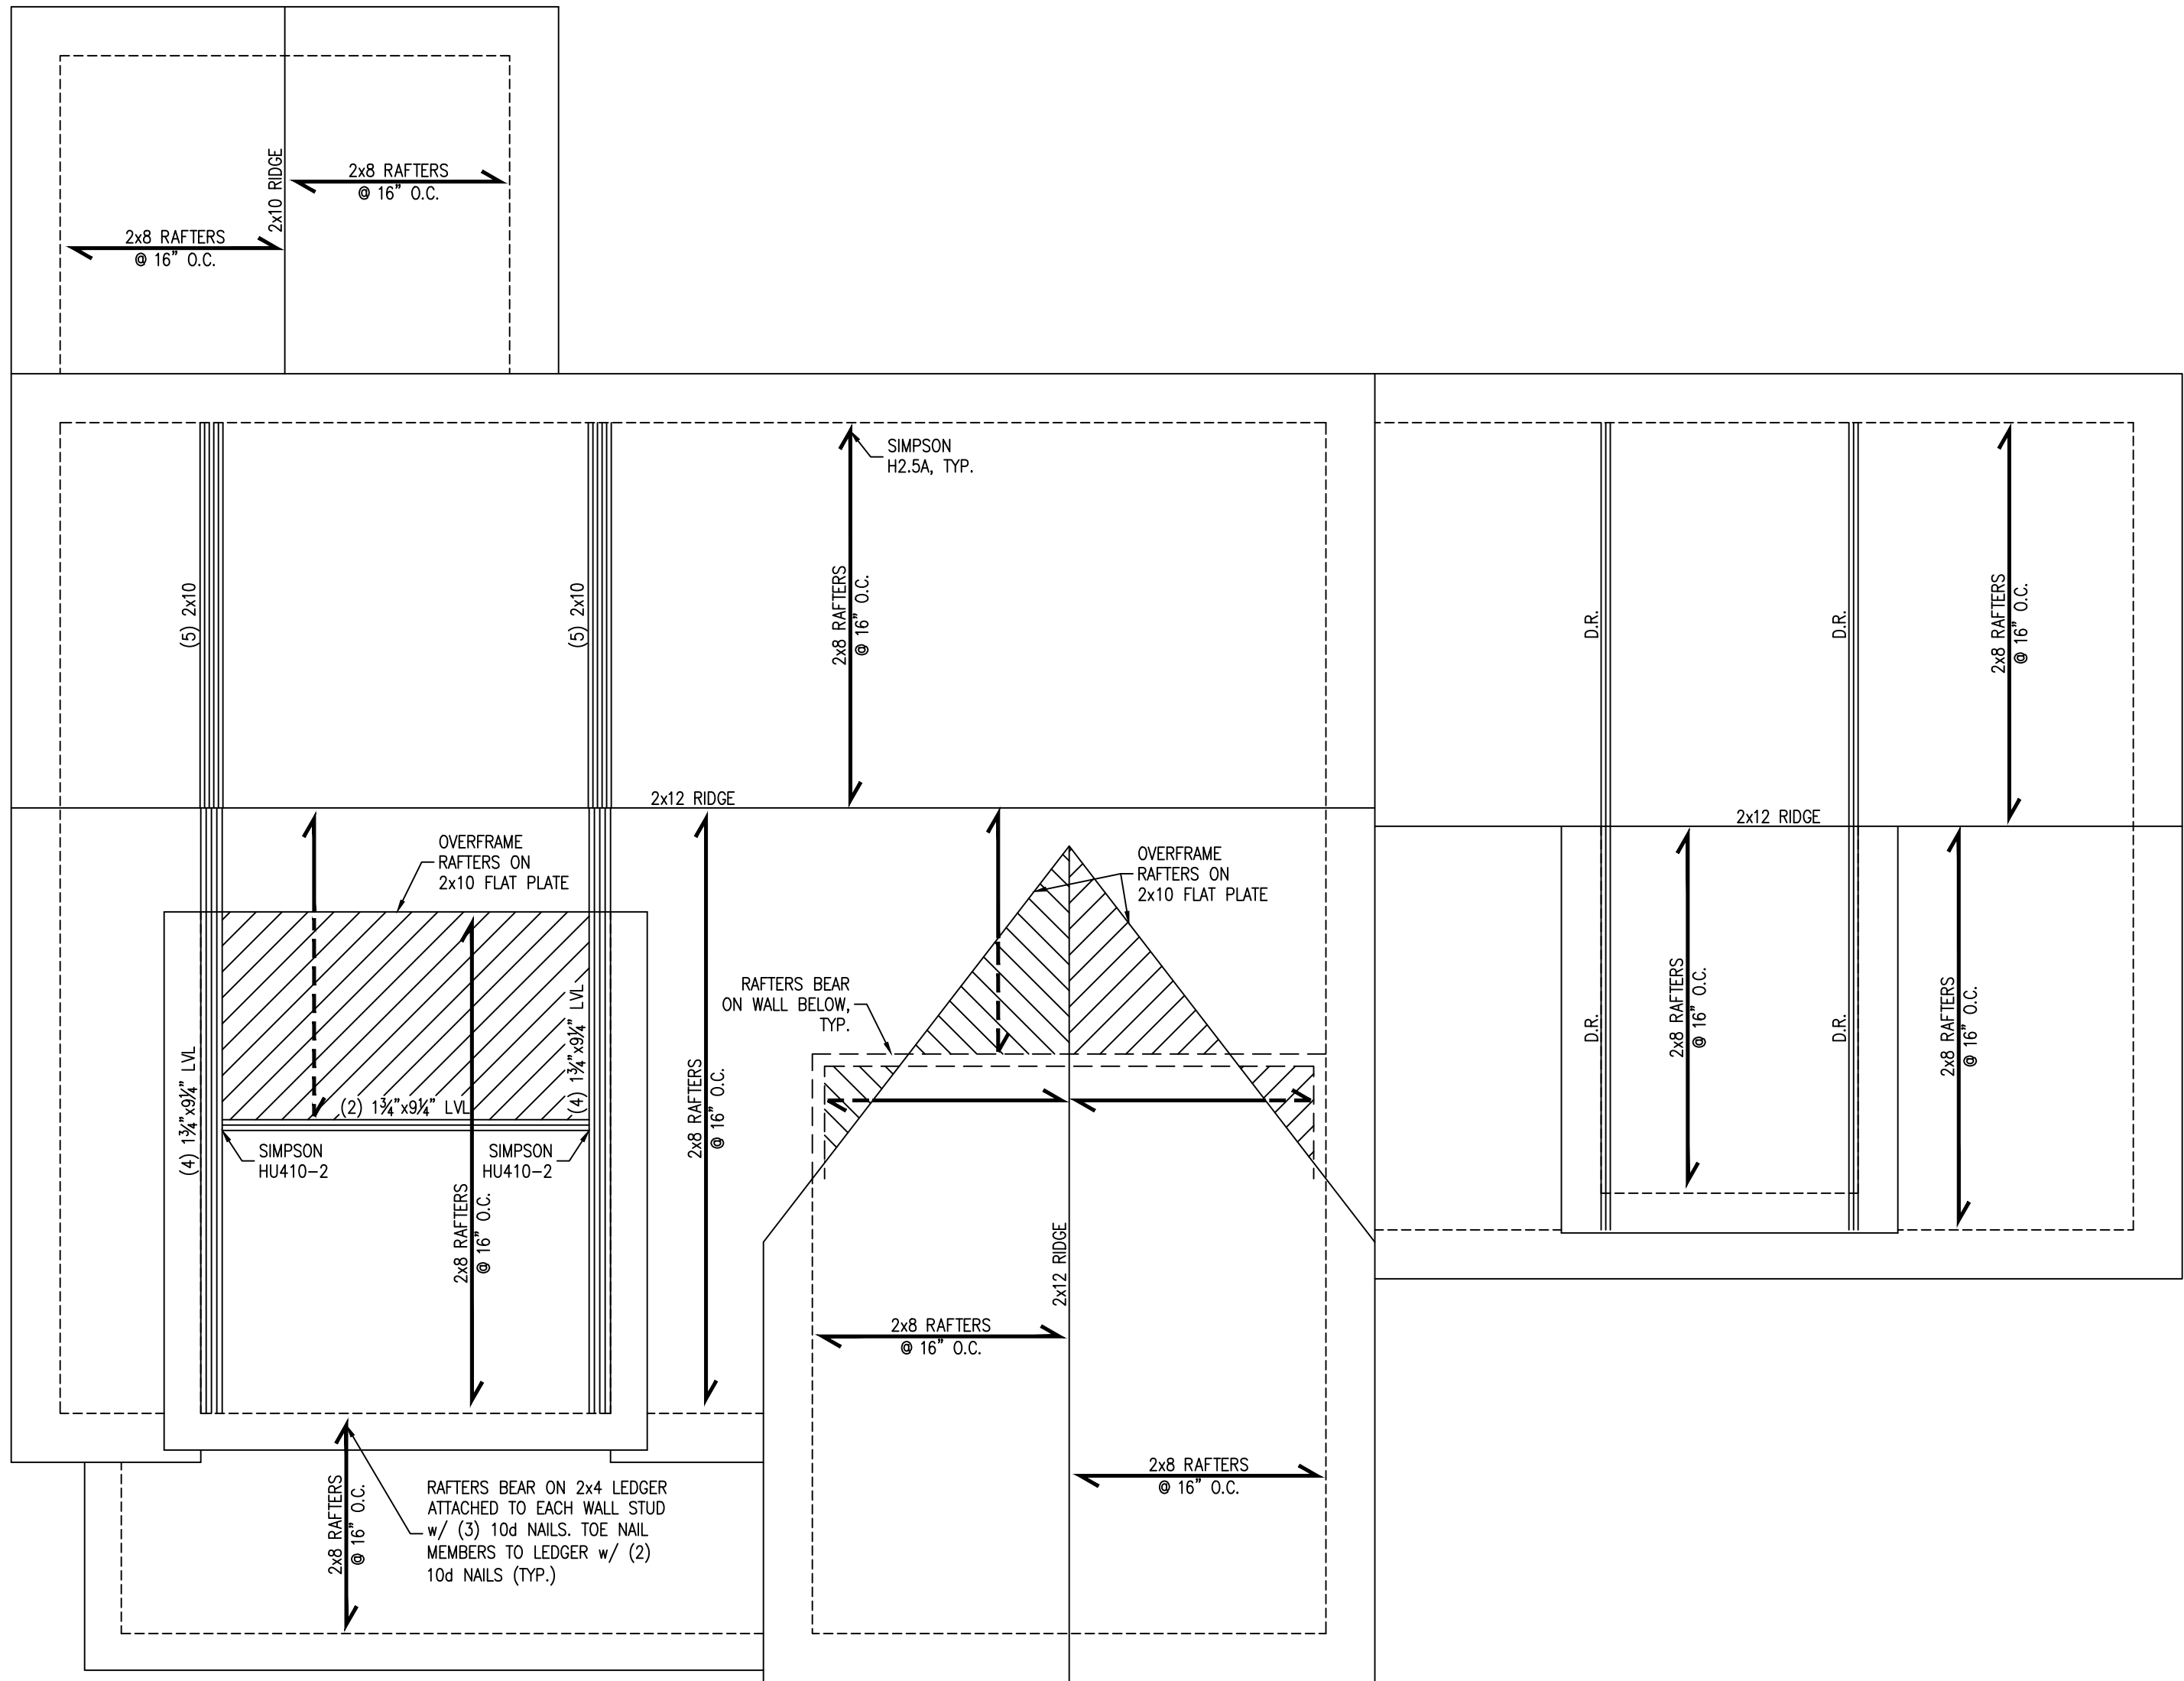 2x10 RIDGE
2x8 RAFTERS
@ 16" O.C.
2x8 RAFTERS
@ 16" O.C.
SIMPSON
H2.5A, TYP.
(5) 2x10
(5) 2x10
2x8 RAFTERS
@ 16" O.C.
D.R.
D.R.
2x8 RAFTERS
@ 16" O.C.
2x12 RIDGE
2x12 RIDGE
OVERFRAME
RAFTERS ON
2x10 FLAT PLATE
OVERFRAME
RAFTERS ON
2x10 FLAT PLATE
RAFTERS BEAR
ON WALL BELOW,
TYP.
(4) 1¾"x9¼" LVL
(2) 1¾"x9¼" LVL
(4) 1¾"x9¼" LVL
SIMPSON
HU410-2
SIMPSON
HU410-2
2x8 RAFTERS
@ 16" O.C.
2x8 RAFTERS
@ 16" O.C.
D.R.
2x8 RAFTERS
@ 16" O.C.
D.R.
2x8 RAFTERS
@ 16" O.C.
2x12 RIDGE
2x8 RAFTERS
@ 16" O.C.
2x8 RAFTERS
@ 16" O.C.
2x8 RAFTERS
@ 16" O.C.
RAFTERS BEAR ON 2x4 LEDGER
ATTACHED TO EACH WALL STUD
w/ (3) 10d NAILS. TOE NAIL
MEMBERS TO LEDGER w/ (2)
10d NAILS (TYP.)